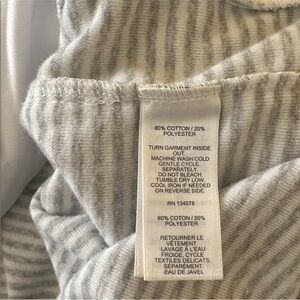 80% COTTON / 20%
POLYESTER
TURN GARMENT INSIDE
OUT.
MACHINE WASH COLD
GENTLE CYCLE.
SEPARATELY.
DO NOT BLEACH.
TUMBLE DRY LOW.
COOL IRON IF NEEDED
ON REVERSE SIDE.
RN 134578
80% COTTON / 20%
POLYESTER
RETOURNER LE
VÊTEMENT
LAVAGE À L'EAU
FROIDE, CYCLE
TEXTILES DÉLICATS.
SÉPARÉMENT.
EAU DE JAVEL